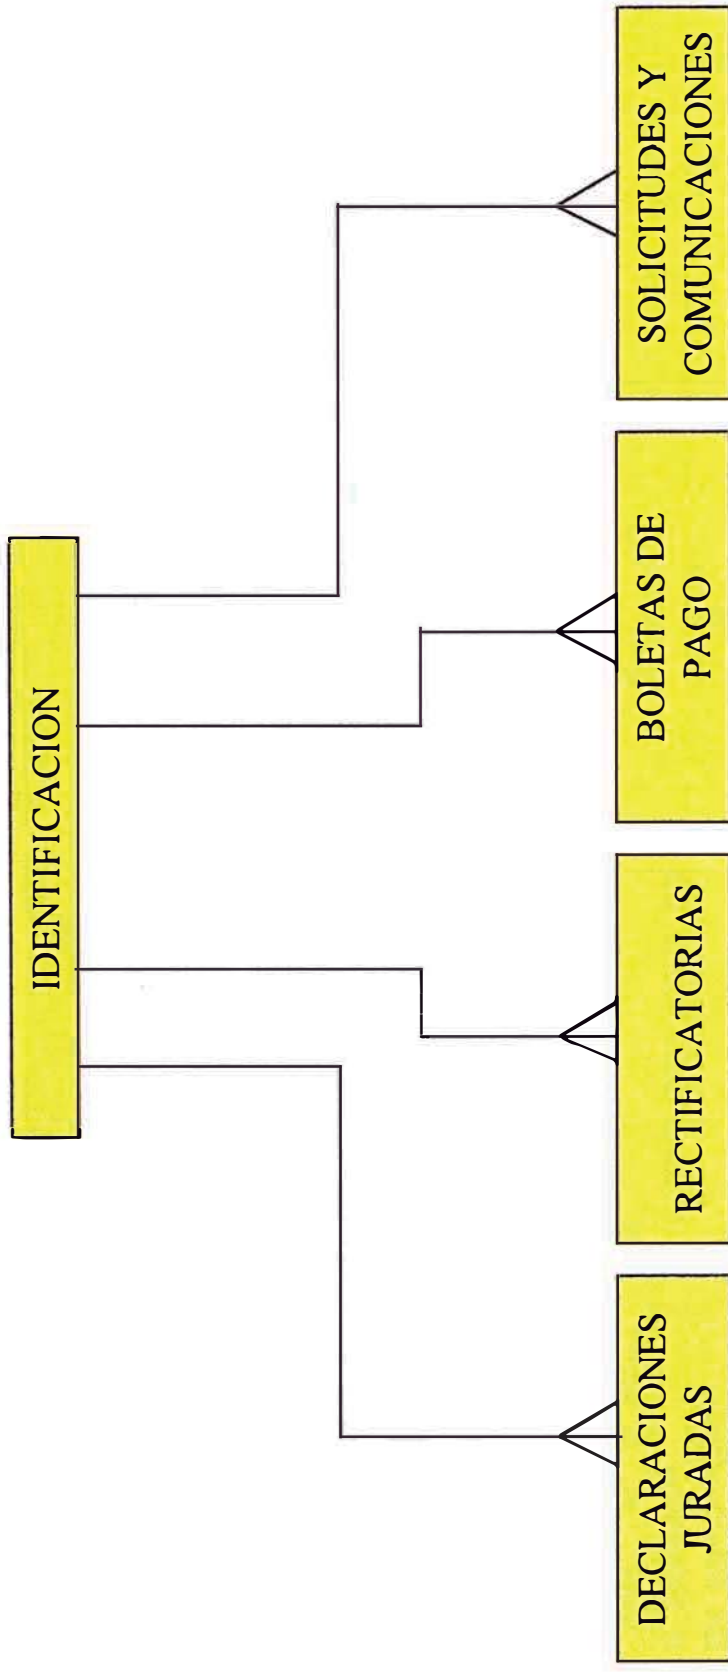 IDENTIFICACION
DECLARACIONES
JURADAS
RECTIFICATORIAS
BOLETAS DE
PAGO
SOLICITUDES Y
COMUNICACIONES